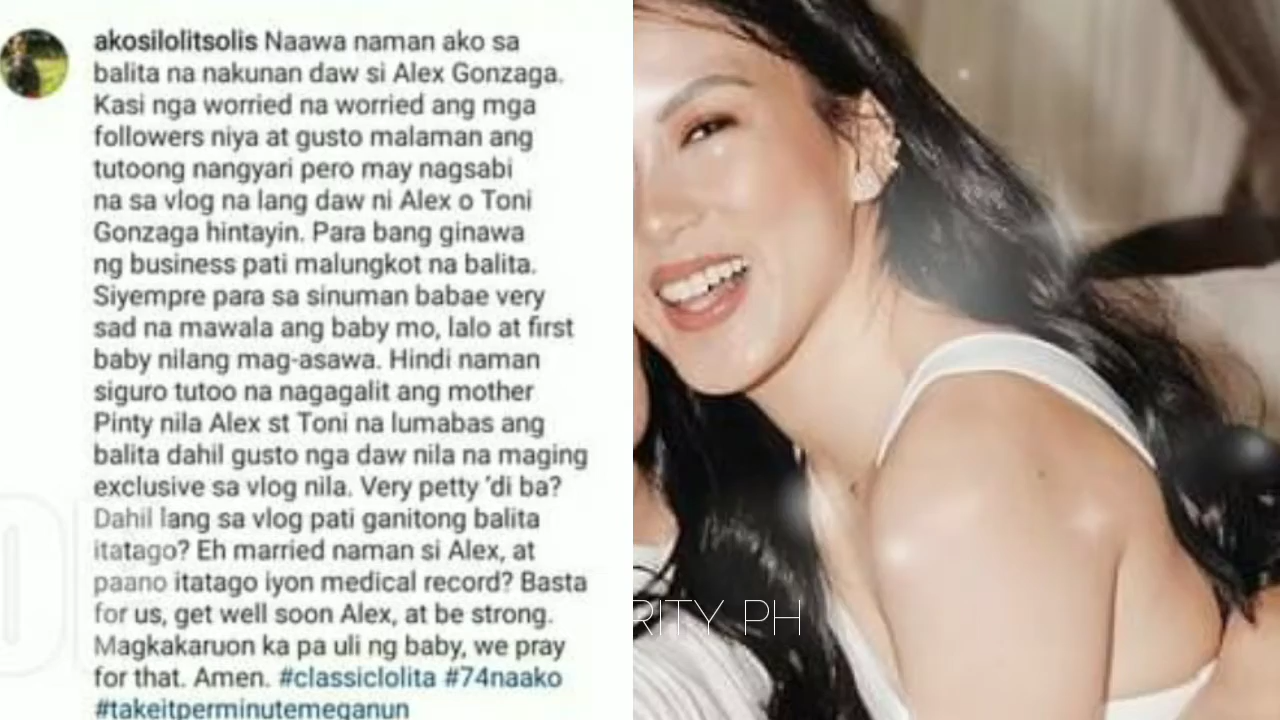 akosilolitsolis Naawa naman ako sa
balita na nakunan daw si Alex Gonzaga.
Kasi nga worried na worried ang mga
followers niya at gusto malaman ang
tutoong nangyari pero may nagsabi
na sa vlog na lang daw ni Alex o Toni
Gonzaga hintayin. Para bang ginawa
ng business pati malungkot na balita.
Siyempre para sa sinuman babae very
sad na mawala ang baby mo, lalo at first
baby nilang mag-asawa. Hindi naman
siguro tutoo na nagagalit ang mother
Pinty nila Alex st Toni na lumabas ang
balita dahil gusto nga daw nila na maging
exclusive sa vlog nila. Very petty 'di ba?
Dahil lang sa vlog pati ganitong balita
itatago? Eh married naman si Alex, at
paano itatago iyon medical record? Basta
for us, get well soon Alex, at be strong.
Magkakaruon ka pa uli ng baby, we pray
for that. Amen. #classiclolita #74naako
#takeitperminutemeganun
RITY PH